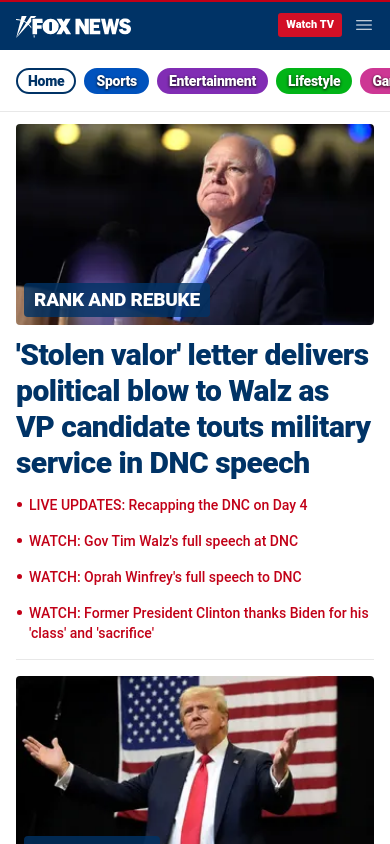 FOX NEWS
Watch TV
Home
Sports
Entertainment
Lifestyle
Ga
RANK AND REBUKE
'Stolen valor' letter delivers
political blow to Walz as
VP candidate touts military
service in DNC speech
LIVE UPDATES: Recapping the DNC on Day 4
WATCH: Gov Tim Walz's full speech at DNC
WATCH: Oprah Winfrey's full speech to DNC
WATCH: Former President Clinton thanks Biden for his
'class' and 'sacrifice'